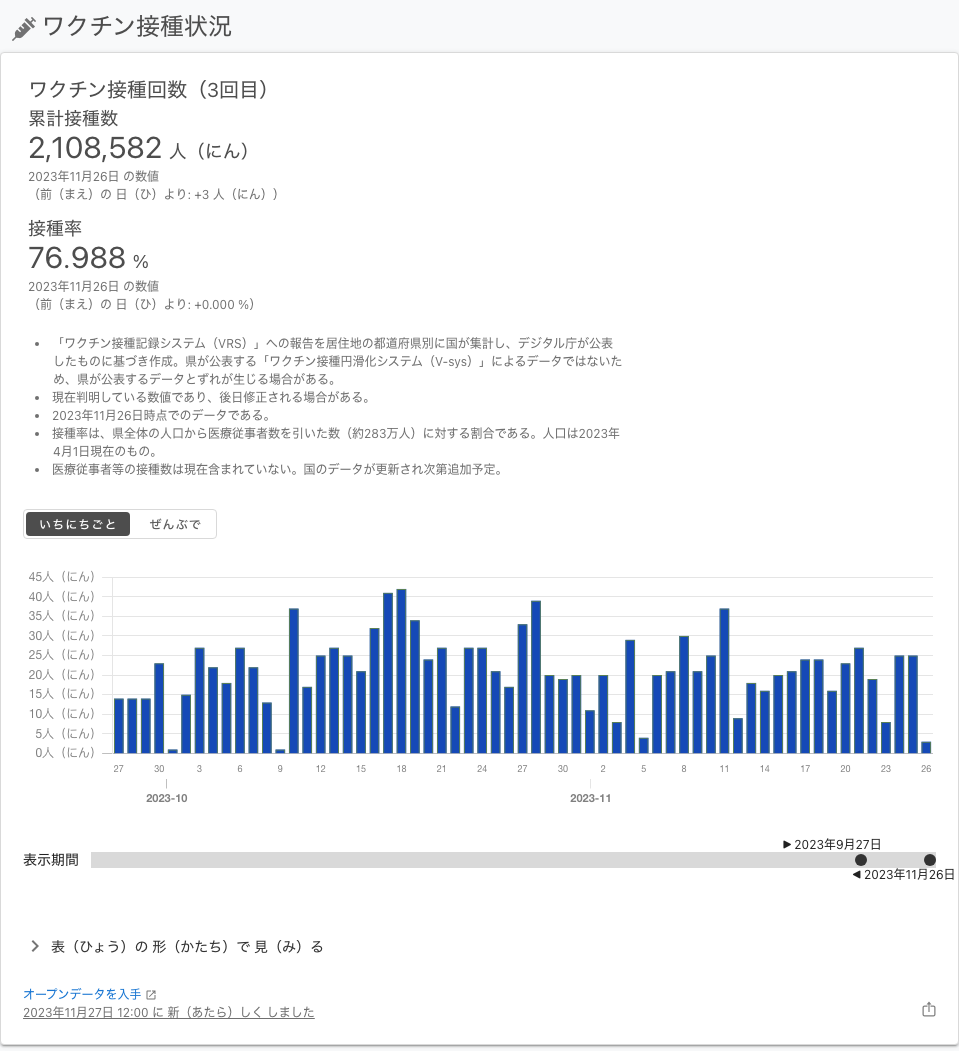 ワクチン接種状況
ワクチン接種回数（3回目）
累計接種数
2,108,582 人（にん）
2023年11月26日 の数値
（前（まえ）の 日（ひ）より: +3 人（にん））
接種率
76.988 %
2023年11月26日 の数値
（前（まえ）の 日（ひ）より: +0.000 %）
• 「ワクチン接種記録システム（VRS）」への報告を居住地の都道府県別に国が集計し、デジタル庁が公表
したものに基づき作成。県が公表する「ワクチン接種円滑化システム（V-sys）」によるデータではないた
め、県が公表するデータとずれが生じる場合がある。
• 現在判明している数値であり、後日修正される場合がある。
• 2023年11月26日時点でのデータである。
• 接種率は、県全体の人口から医療従事者数を引いた数（約283万人）に対する割合である。人口は2023年
4月1日現在のもの。
• 医療従事者等の接種数は現在含まれていない。国のデータが更新され次第追加予定。
いちにちごと ぜんぶで
45人（にん）
40人（にん）
35人（にん）
30人（にん）
25人（にん）
20人（にん）
15人（にん）
10人（にん）
5人（にん）
0人（にん）
27 30 3 6 9 12 15 18 21 24 27 30 2 5 8 11 14 17 20 23 26
2023-10 2023-11
▶ 2023年9月27日
表示期間
◀ 2023年11月26日
表（ひょう）の 形（かたち）で 見（み）る
オープンデータを入手
2023年11月27日 12:00 に 新（あたら）しく しました